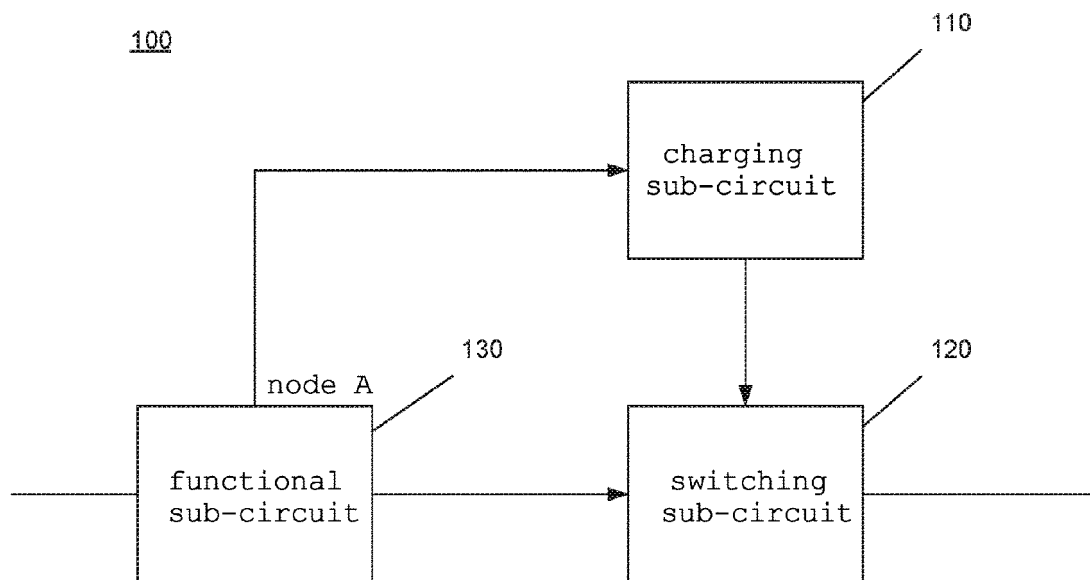 100
110
charging
sub-circuit
130
120
node A
functional
sub-circuit
switching
sub-circuit